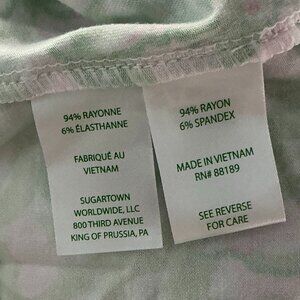 94% RAYONNE
6% ÉLASTHANNE
FABRIQUÉ AU
VIETNAM
SUGARTOWN
WORLDWIDE, LLC
800 THIRD AVENUE
KING OF PRUSSIA, PA
94% RAYON
6% SPANDEX
MADE IN VIETNAM
RN# 88189
SEE REVERSE
FOR CARE